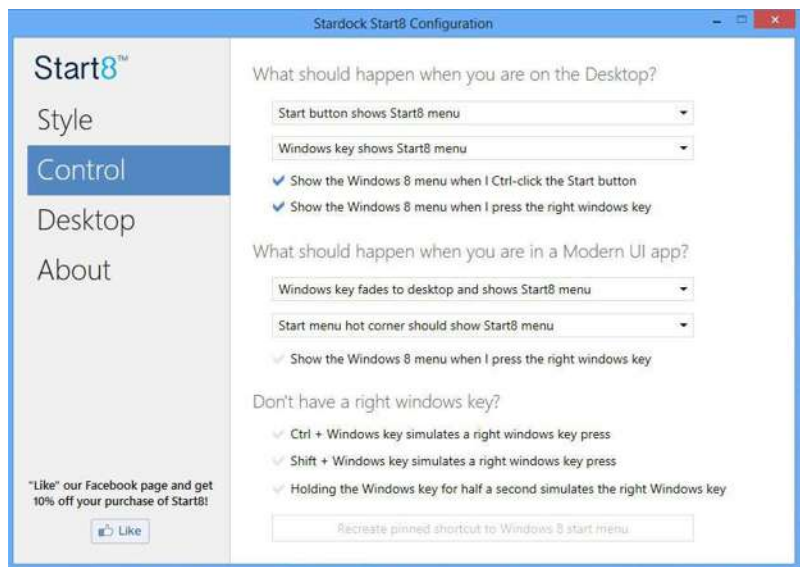 Stardock Start8 Configuration
Start8™
Style
Control
Desktop
About
"Like" our Facebook page and get
10% off your purchase of Start8!
Like
What should happen when you are on the Desktop?
Start button shows Start8 menu
Windows key shows Start8 menu
Show the Windows 8 menu when I Ctrl-click the Start button
Show the Windows 8 menu when I press the right windows key
What should happen when you are in a Modern UI app?
Windows key fades to desktop and shows Start8 menu
Start menu hot corner should show Start8 menu
Show the Windows 8 menu when I press the right windows key
Don't have a right windows key?
Ctrl + Windows key simulates a right windows key press
Shift + Windows key simulates a right windows key press
Holding the Windows key for half a second simulates the right Windows key
Recreate pinned shortcut to Windows 8 start menu